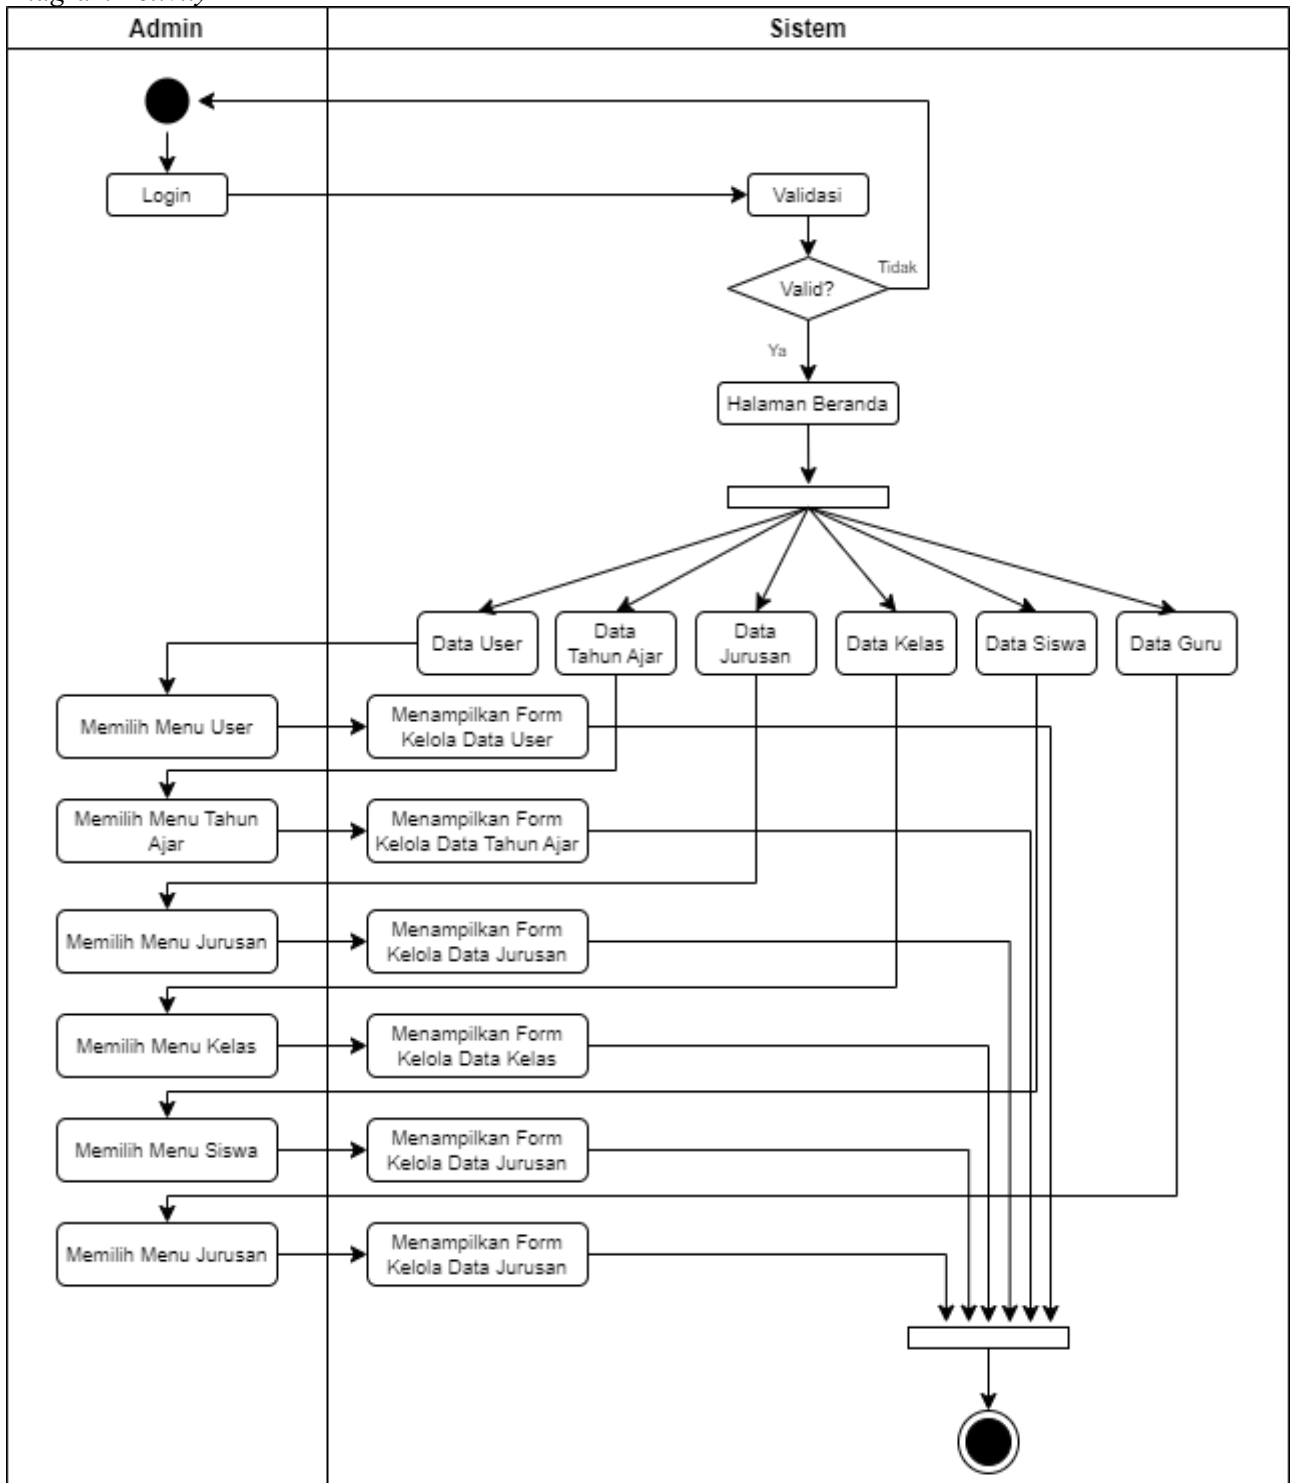 Admin
Sistem
Login
Validasi
Valid?
Tidak
Ya
Halaman Beranda
Data User
Data
Tahun Ajar
Data
Jurusan
Data Kelas
Data Siswa
Data Guru
Memilih Menu User
Menampilkan Form
Kelola Data User
Memilih Menu Tahun
Ajar
Menampilkan Form
Kelola Data Tahun Ajar
Memilih Menu Jurusan
Menampilkan Form
Kelola Data Jurusan
Memilih Menu Kelas
Menampilkan Form
Kelola Data Kelas
Memilih Menu Siswa
Menampilkan Form
Kelola Data Jurusan
Memilih Menu Jurusan
Menampilkan Form
Kelola Data Jurusan